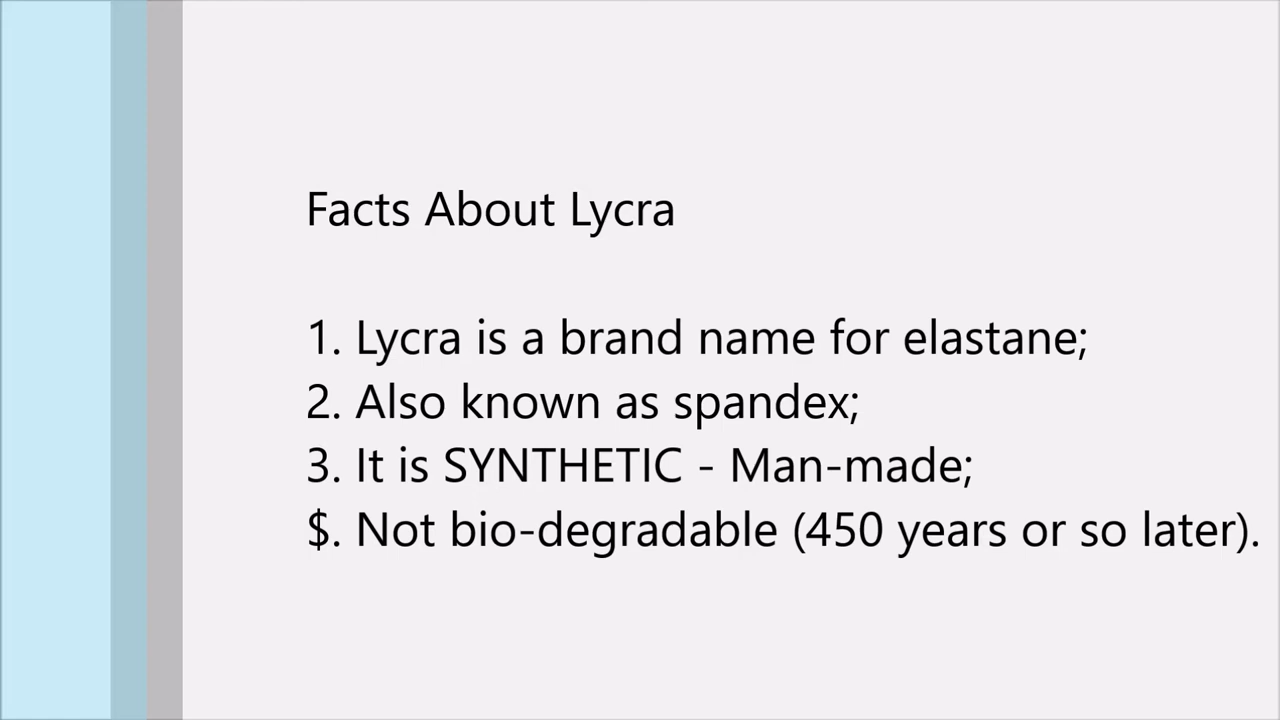 Facts About Lycra
1. Lycra is a brand name for elastane;
2. Also known as spandex;
3. It is SYNTHETIC - Man-made;
$. Not bio-degradable (450 years or so later).